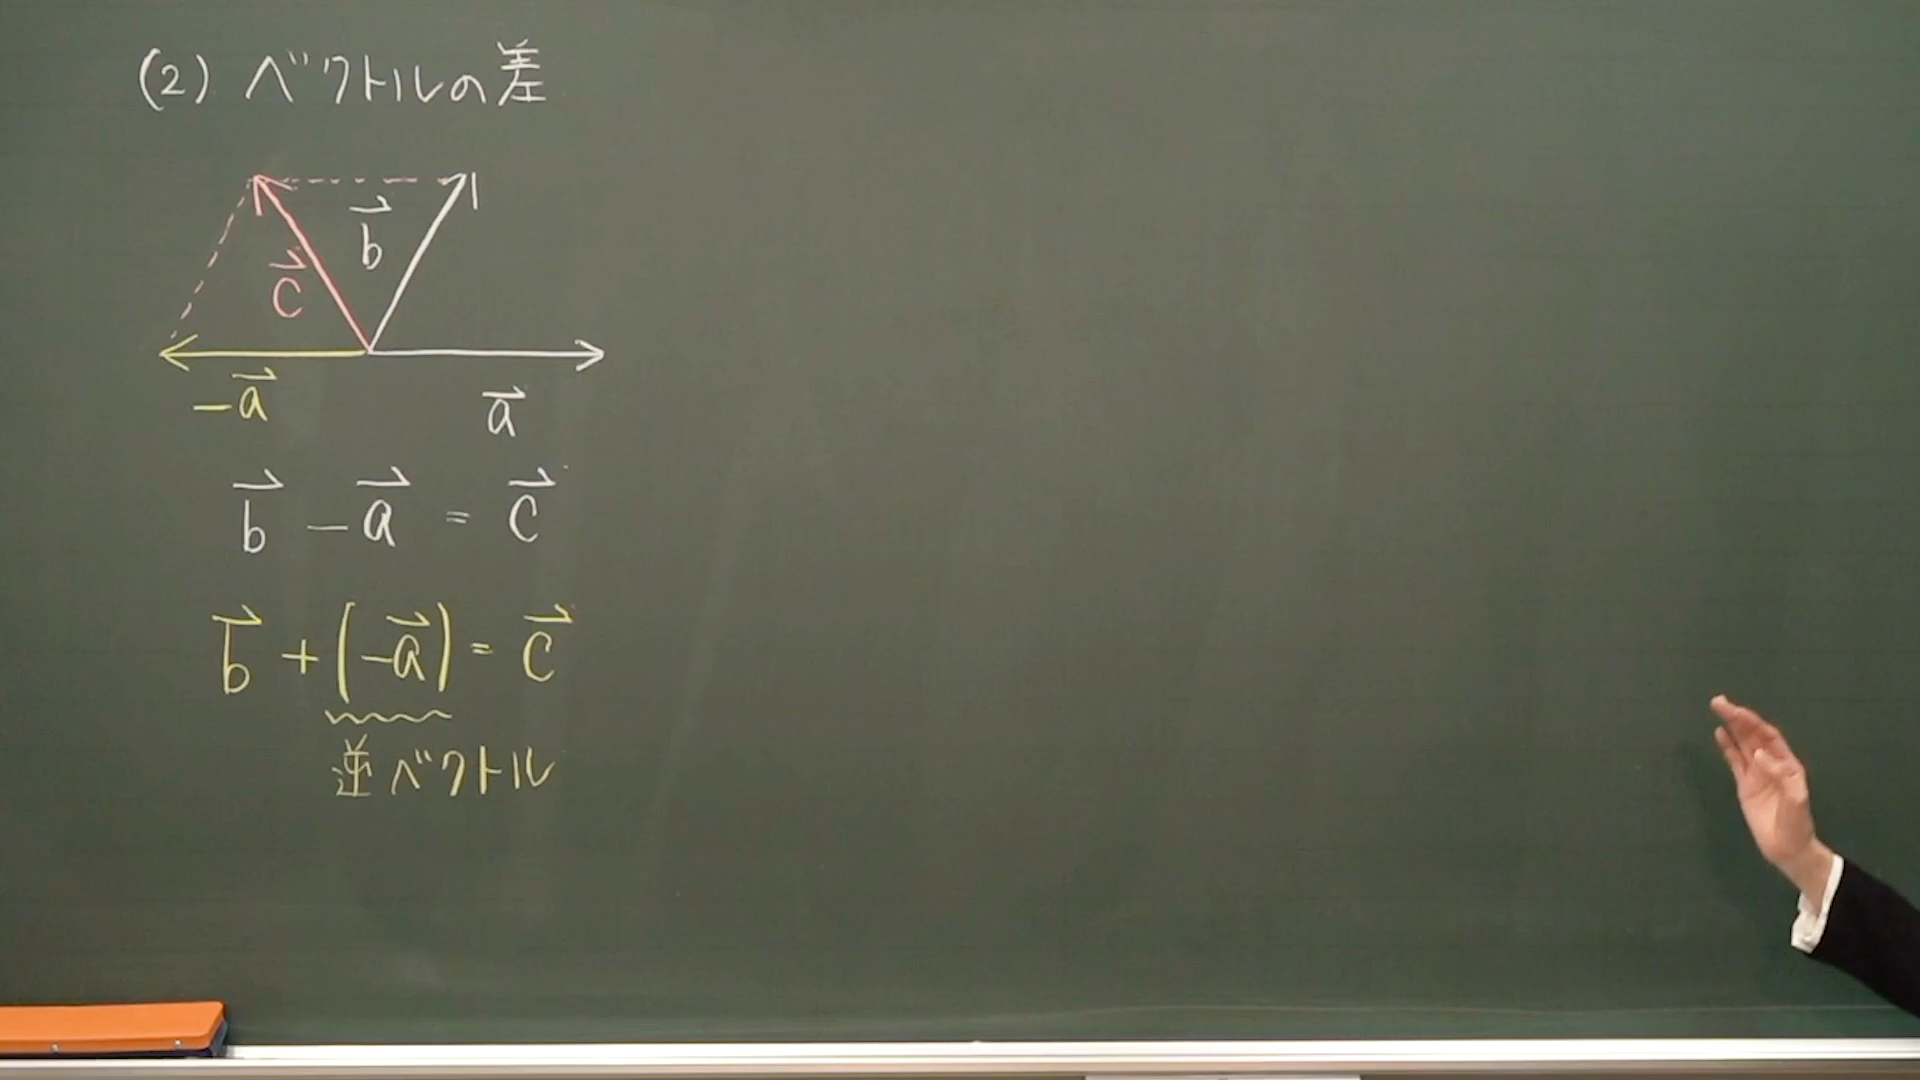 (2) ベクトルの差
b⃗
c⃗
-a⃗
a⃗
b⃗ - a⃗ = c⃗
b⃗ + (-a⃗) = c⃗
逆ベクトル